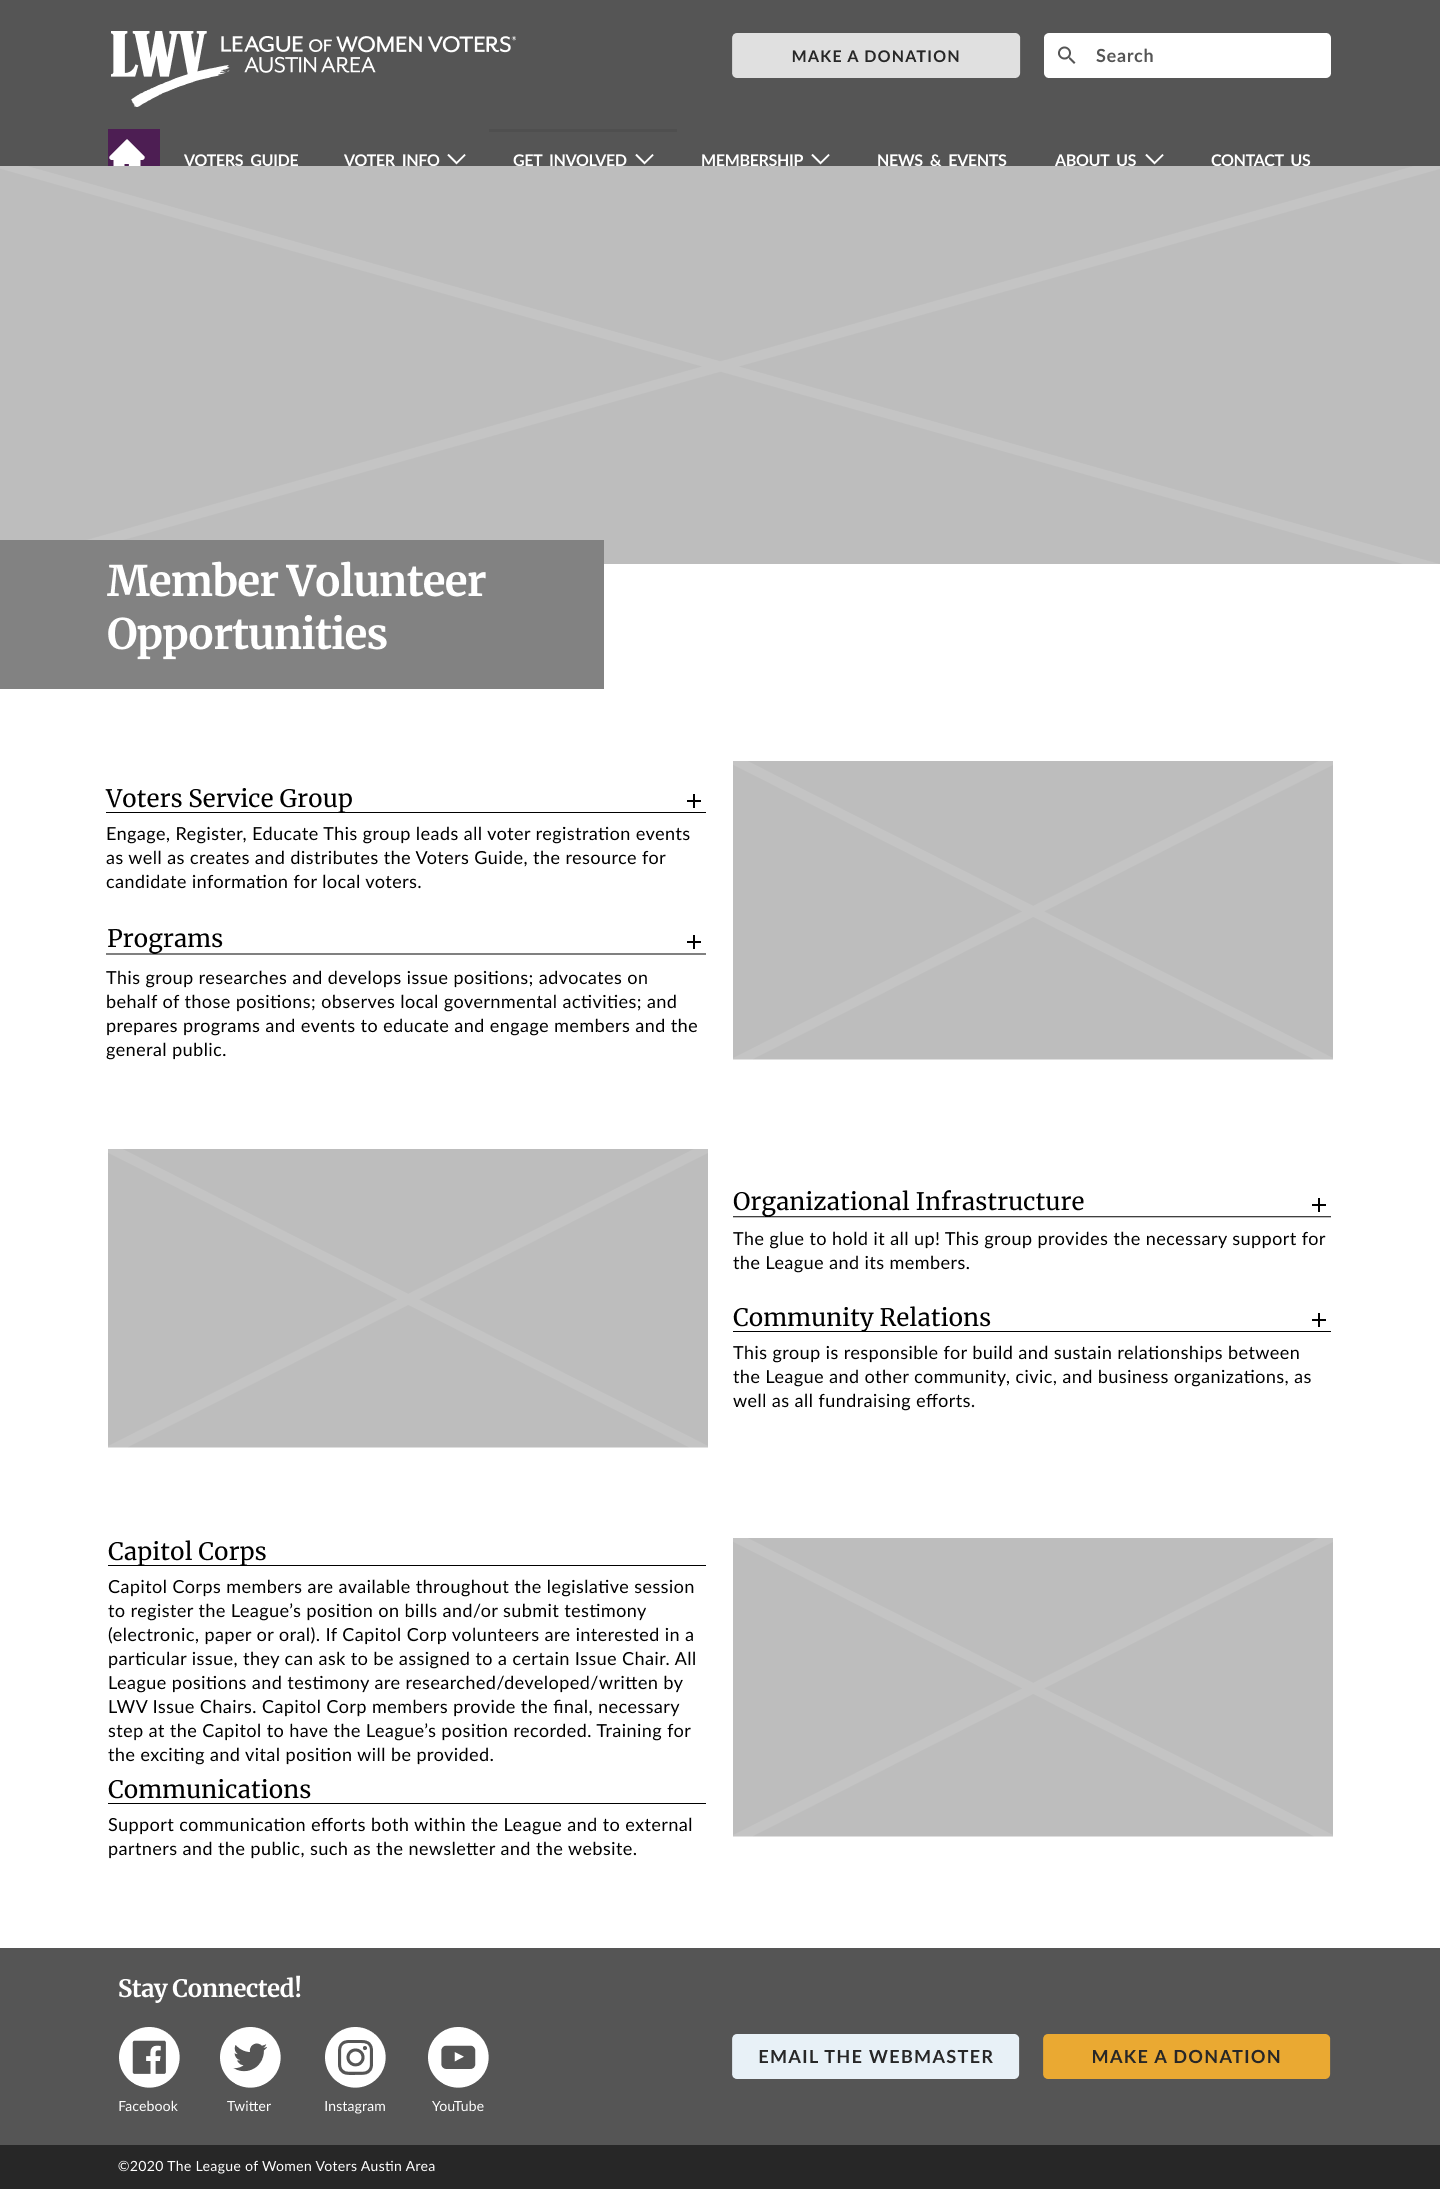 LWV LEAGUE OF WOMEN VOTERS®
AUSTIN AREA
MAKE A DONATION
Search
VOTERS GUIDE VOTER INFO GET INVOLVED MEMBERSHIP NEWS & EVENTS ABOUT US CONTACT US
Member Volunteer
Opportunities
Voters Service Group +
Engage, Register, Educate This group leads all voter registration events
as well as creates and distributes the Voters Guide, the resource for
candidate information for local voters.
Programs +
This group researches and develops issue positions; advocates on
behalf of those positions; observes local governmental activities; and
prepares programs and events to educate and engage members and the
general public.
Organizational Infrastructure +
The glue to hold it all up! This group provides the necessary support for
the League and its members.
Community Relations +
This group is responsible for build and sustain relationships between
the League and other community, civic, and business organizations, as
well as all fundraising efforts.
Capitol Corps
Capitol Corps members are available throughout the legislative session
to register the League’s position on bills and/or submit testimony
(electronic, paper or oral). If Capitol Corp volunteers are interested in a
particular issue, they can ask to be assigned to a certain Issue Chair. All
League positions and testimony are researched/developed/written by
LWV Issue Chairs. Capitol Corp members provide the final, necessary
step at the Capitol to have the League’s position recorded. Training for
the exciting and vital position will be provided.
Communications
Support communication efforts both within the League and to external
partners and the public, such as the newsletter and the website.
Stay Connected!
Facebook Twitter Instagram YouTube
EMAIL THE WEBMASTER
MAKE A DONATION
©2020 The League of Women Voters Austin Area